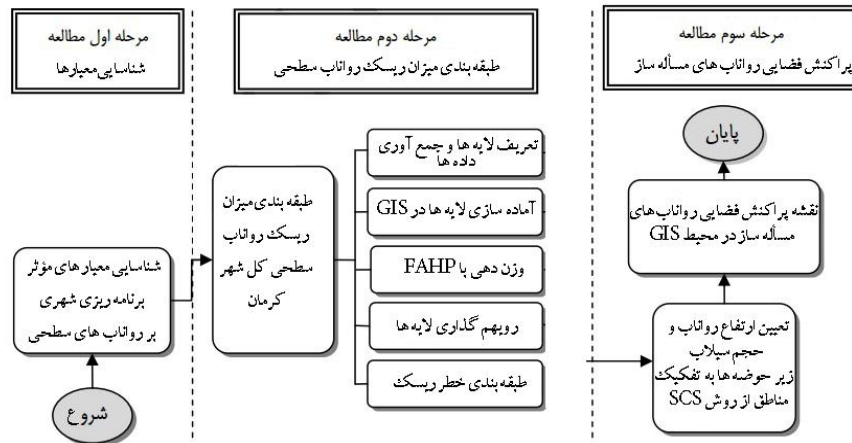 مرحله اول مطالعه
شناسایی معیارها
مرحله دوم مطالعه
طبقه بندی میزان ریسک رواناب سطحی
مرحله سوم مطالعه
پراکنش فضایی رواناب های مسأله ساز
شناسایی معیارهای مؤثر
برنامه ریزی شهری
بر رواناب های سطحی
شروع
طبقه بندی میزان
ریسک رواناب
سطحی کل شهر
کرمان
تعریف لایه ها و جمع آوری
داده ها
آماده سازی لایه ها در GIS
وزن دهی با FAHP
رویهم گذاری لایه ها
طبقه بندی خطر ریسک
پایان
نقشه پراکنش فضایی رواناب های
مسأله ساز در محیط GIS
تعیین ارتفاع رواناب و
حجم سیلاب
زیر حوضه ها به تفکیک
مناطق از روش SCS